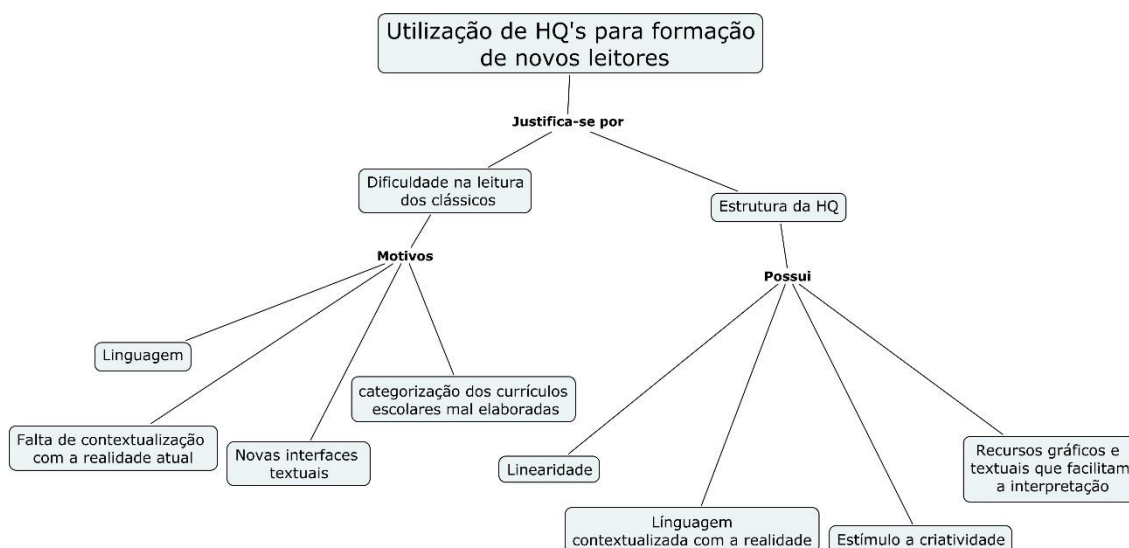 Utilização de HQ's para formação
de novos leitores
Justifica-se por
Dificuldade na leitura
dos clássicos
Estrutura da HQ
Motivos
Possui
Linguagem
categorização dos currículos
escolares mal elaboradas
Falta de contextualização
com a realidade atual
Novas interfaces
textuais
Linearidade
Recursos gráficos e
textuais que facilitam
a interpretação
Línguagem
contextualizada com a realidade
Estímulo a criatividade